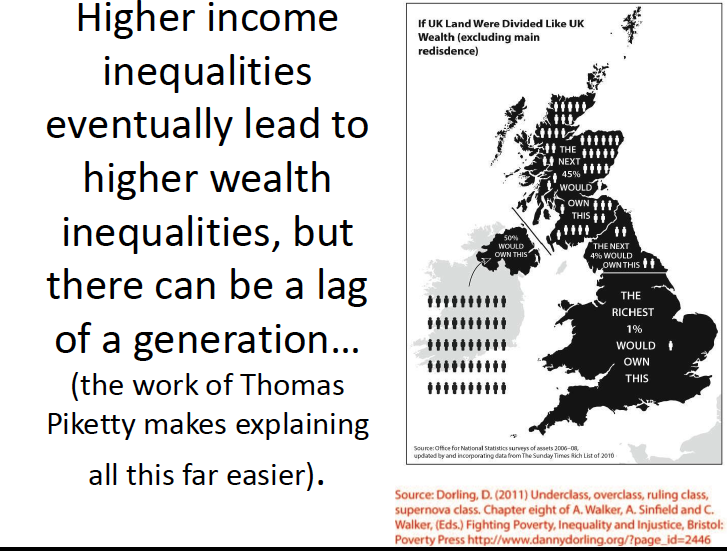 Higher income
inequalities
eventually lead to
higher wealth
inequalities, but
there can be a lag
of a generation…
(the work of Thomas
Piketty makes explaining
all this far easier).
If UK Land Were Divided Like UK
Wealth (excluding main
redisdence)
THE
NEXT
45%
WOULD
OWN
THIS
50%
WOULD
OWN THIS
THE NEXT
4% WOULD
OWN THIS
THE
RICHEST
1%
WOULD
OWN
THIS
Source: Office for National Statistics surveys of assets 2006–08,
updated by and incorporating data from The Sunday Times Rich List of 2010
Source: Dorling, D. (2011) Underclass, overclass, ruling class,
supernova class. Chapter eight of A. Walker, A. Sinfield and C.
Walker, (Eds.) Fighting Poverty, Inequality and Injustice, Bristol:
Poverty Press http://www.dannydorling.org/?page_id=2446